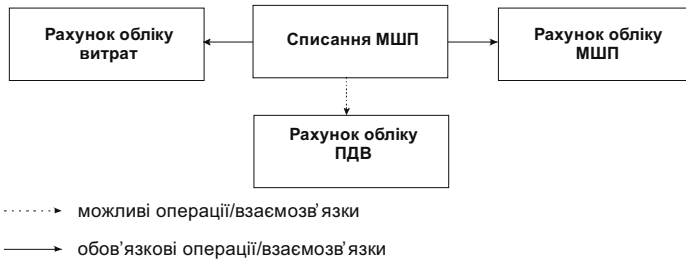 Рахунок обліку
витрат
Списання МШП
Рахунок обліку
МШП
Рахунок обліку
ПДВ
можливі операції/взаємозв'язки
обов'язкові операції/взаємозв'язки